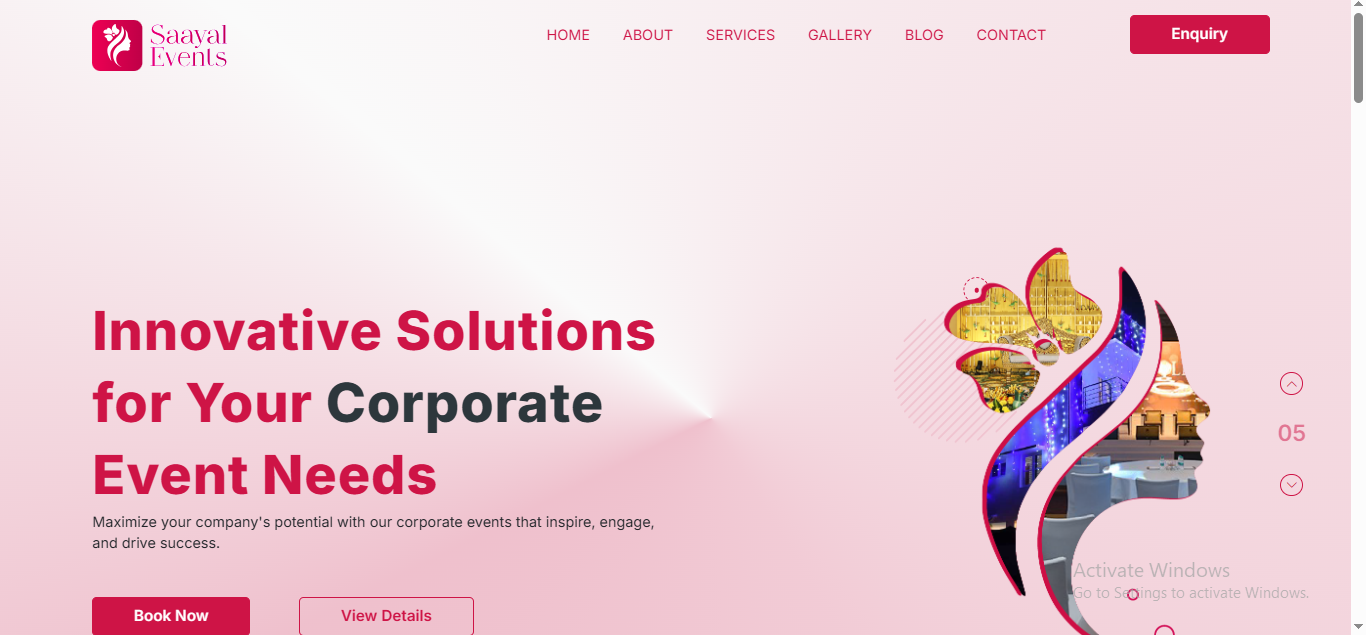 Saayal
Events
HOME ABOUT SERVICES GALLERY BLOG CONTACT
Enquiry
Innovative Solutions
for Your Corporate
Event Needs
Maximize your company's potential with our corporate events that inspire, engage,
and drive success.
Book Now
View Details
05
Activate Windows
Go to Settings to activate Windows.